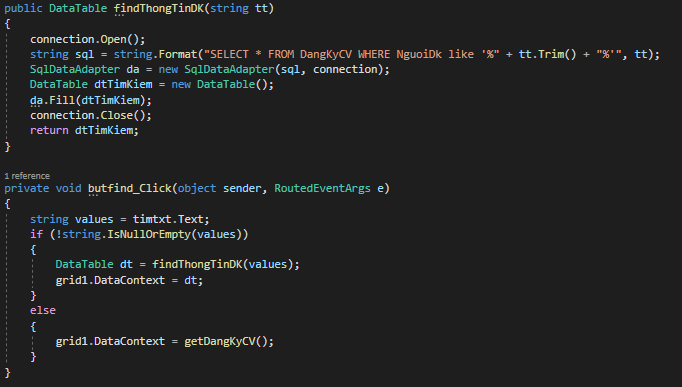 public DataTable findThongTinDK(string tt)
{
connection.Open();
string sql = string.Format("SELECT * FROM DangKyCV WHERE NguoiDk like '%" + tt.Trim() + "%'", tt);
SqlDataAdapter da = new SqlDataAdapter(sql, connection);
DataTable dtTimKiem = new DataTable();
da.Fill(dtTimKiem);
connection.Close();
return dtTimKiem;
}
1 reference
private void butfind_Click(object sender, RoutedEventArgs e)
{
string values = timtxt.Text;
if (!string.IsNullOrEmpty(values))
{
DataTable dt = findThongTinDK(values);
grid1.DataContext = dt;
}
else
{
grid1.DataContext = getDangKyCV();
}
}